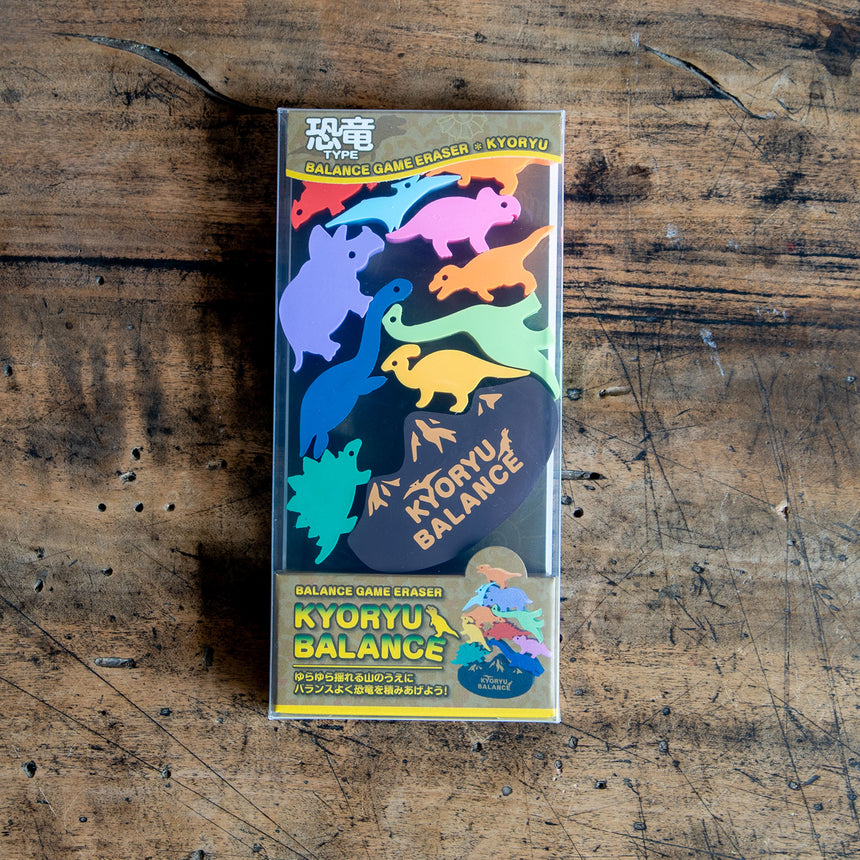 恐竜
TYPE
BALANCE GAME ERASER * KYORYU
KYORYU
BALANCE
BALANCE GAME ERASER
KYORYU
BALANCE
ゆらゆら揺れる山のうえに
バランスよく恐竜を積みあげよう!
KYORYU
BALANCE